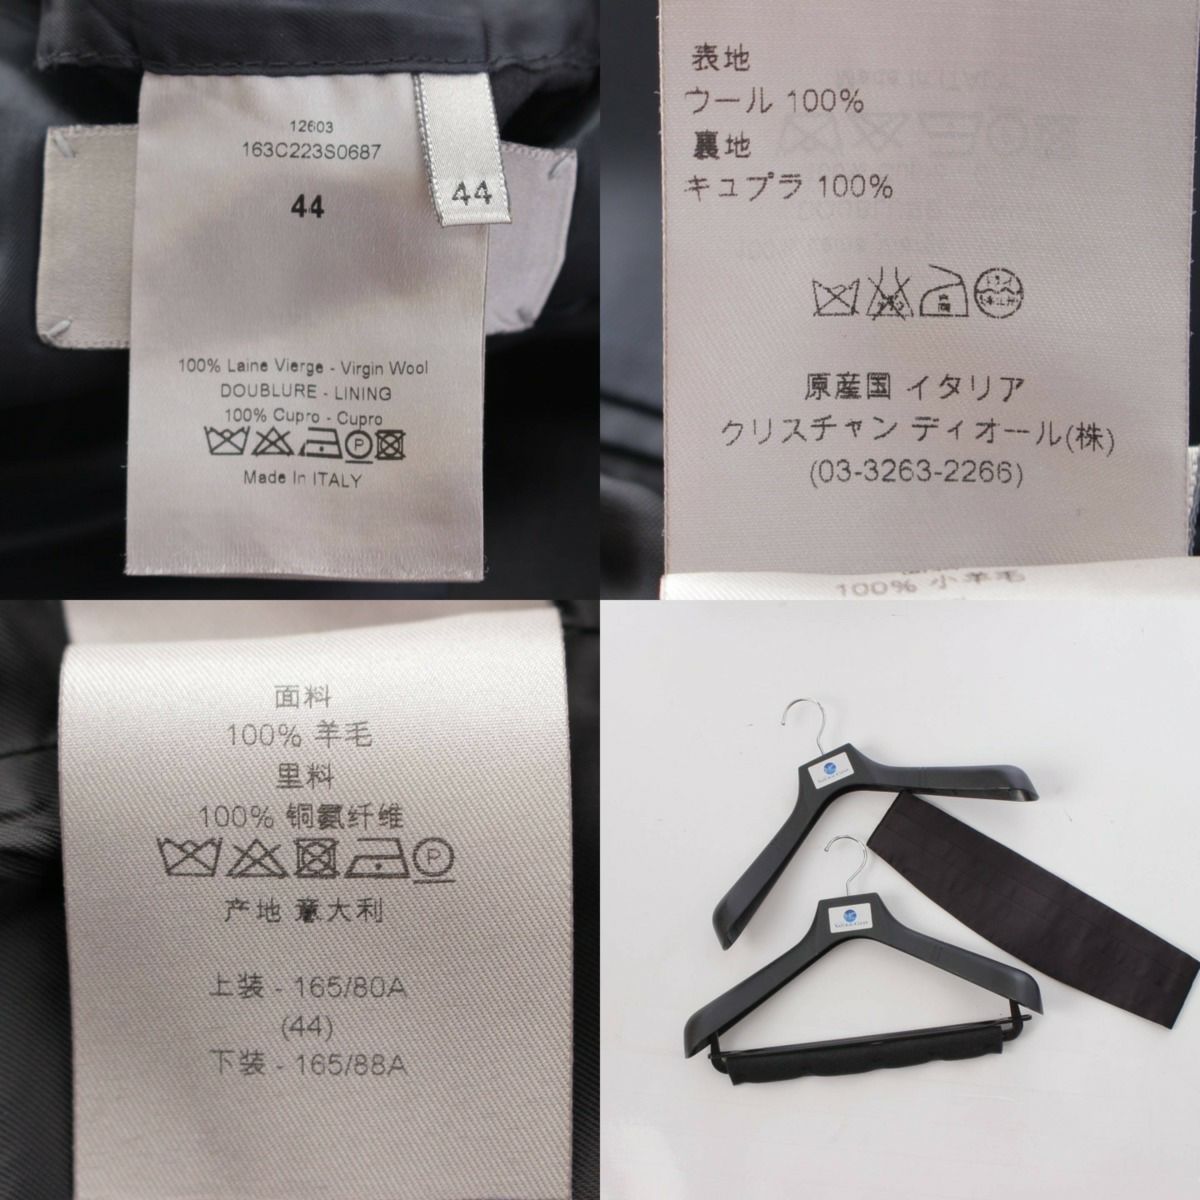 12603
163C223S0687
44
44
100% Laine Vierge - Virgin Wool
DOUBLURE - LINING
100% Cupro - Cupro
P
Made In ITALY
表地
ウール 100%
裏地
キュプラ 100%
高
原産国 イタリア
クリスチャン ディオール(株)
(03-3263-2266)
100% 小羊毛
面料
100% 羊毛
里料
100% 铜氨纤维
P
产地 意大利
上装 - 165/80A
(44)
下装 - 165/88A